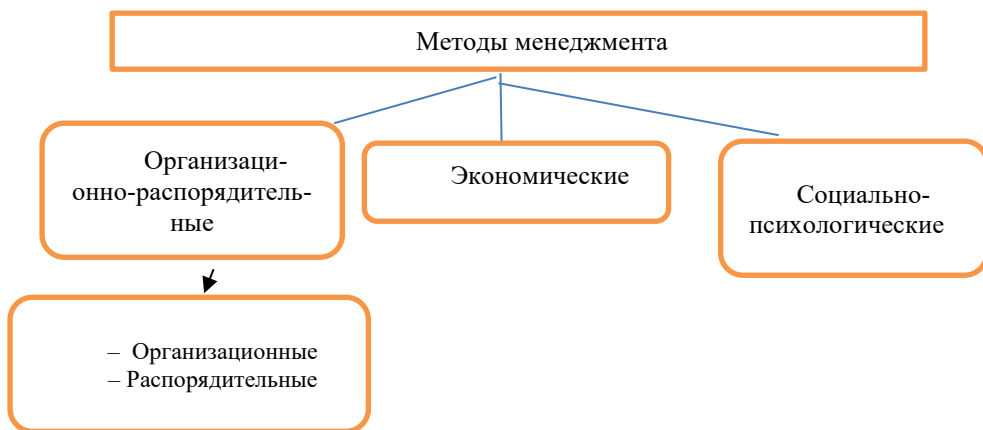 Методы менеджмента
Организаци-
онно-распорядитель-
ные
Экономические
Социально-
психологические
– Организационные
– Распорядительные